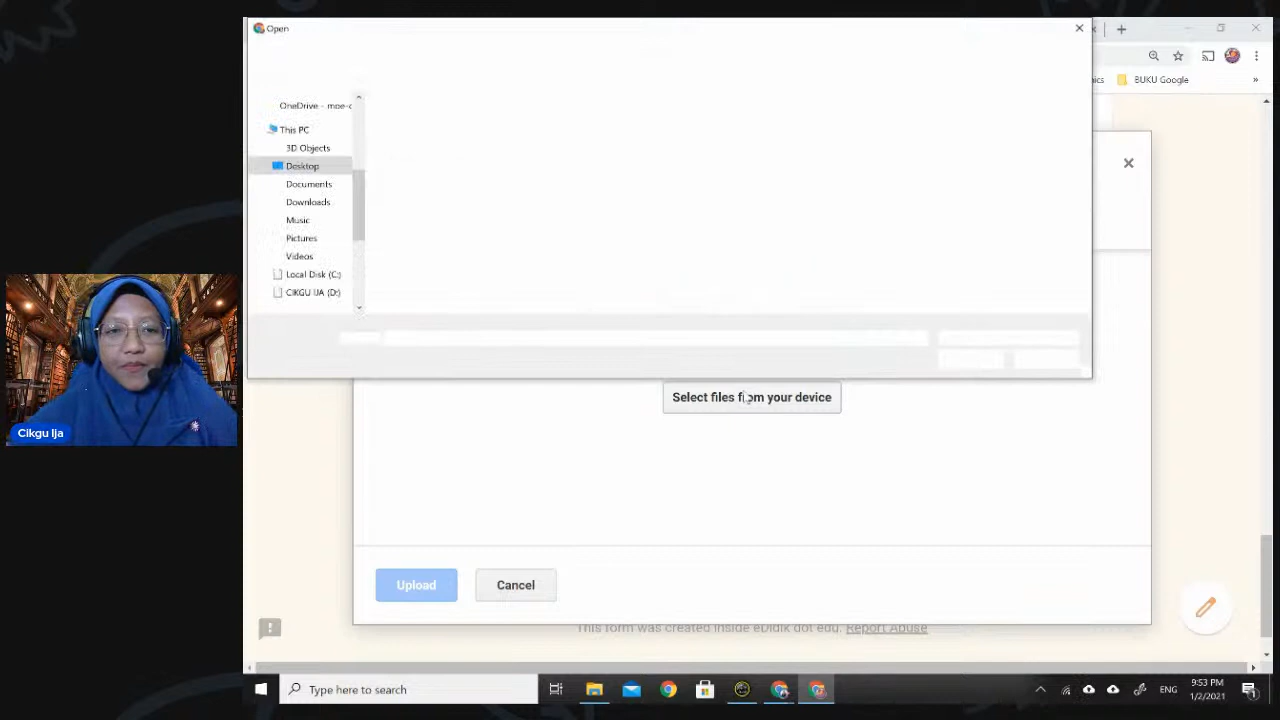 Open
BUKU Google
»
OneDrive - moe-c
This PC
3D Objects
Desktop
Documents
Downloads
Music
Pictures
Videos
Local Disk (C:)
CIKGU IJA (D:)
Cikgu Ija
Select files from your device
Upload
Cancel
This form was created inside eDidik dot edu. Report Abuse
Type here to search
ENG
9:53 PM
1/2/2021